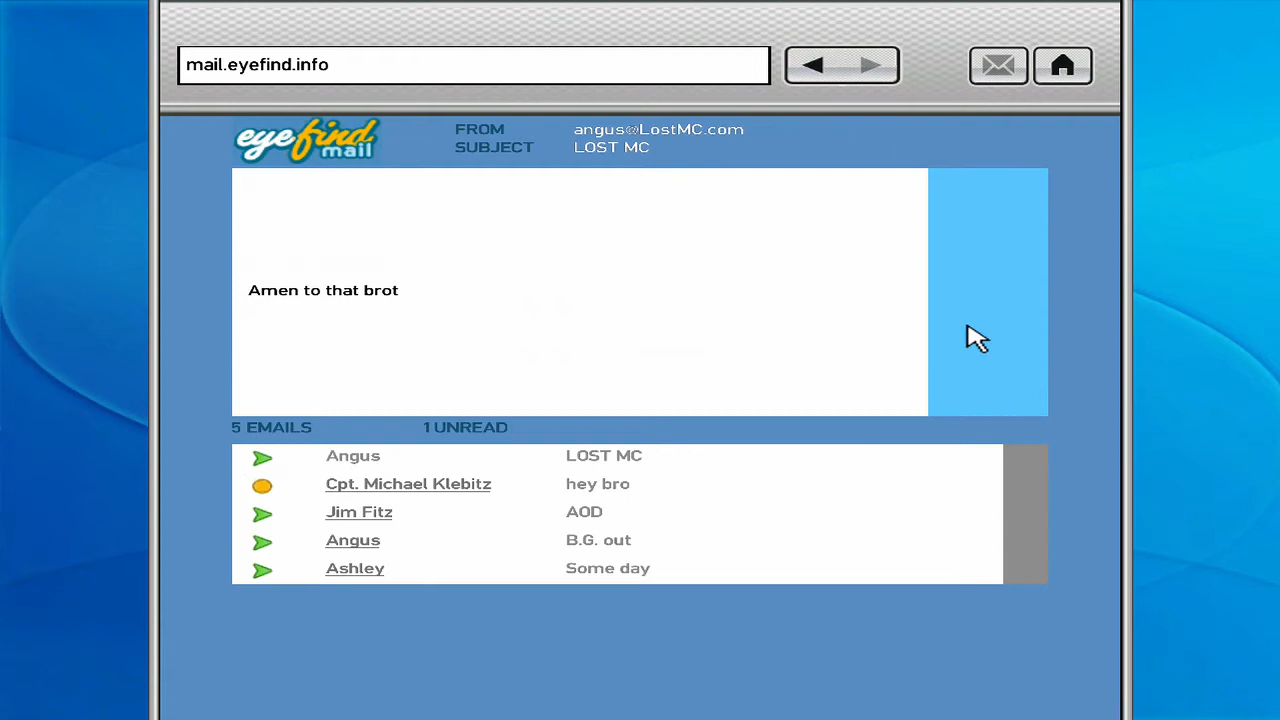 mail.eyefind.info
eyefind mail
FROM angus@LostMC.com
SUBJECT LOST MC
Amen to that brot
5 EMAILS 1 UNREAD
Angus LOST MC
Cpt. Michael Klebitz hey bro
Jim Fitz AOD
Angus B.G. out
Ashley Some day